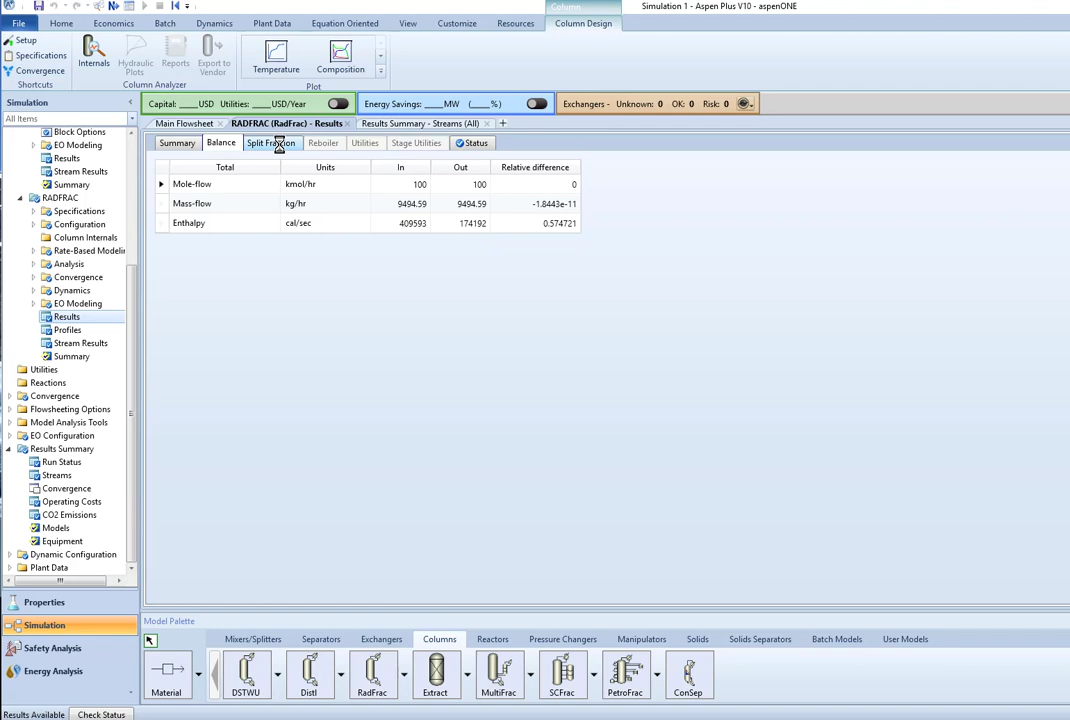 Column
Simulation 1 - Aspen Plus V10 - aspenONE
File Home Economics Batch Dynamics Plant Data Equation Oriented View Customize Resources Column Design
Setup
Specifications
Convergence
Shortcuts
Internals
Hydraulic Plots
Reports
Export to Vendor
Column Analyzer
Temperature
Composition
Plot
Simulation
All Items
Capital: ____USD Utilities: ____USD/Year
Energy Savings: ____MW (____%)
Exchangers - Unknown: 0 OK: 0 Risk: 0
Main Flowsheet RADFRAC (RadFrac) - Results Results Summary - Streams (All)
Summary Balance Split Fraction Reboiler Utilities Stage Utilities Status
Total Units In Out Relative difference
Mole-flow kmol/hr 100 100 0
Mass-flow kg/hr 9494.59 9494.59 -1.8443e-11
Enthalpy cal/sec 409593 174192 0.574721
Block Options
EO Modeling
Results
Stream Results
Summary
RADFRAC
Specifications
Configuration
Column Internals
Rate-Based Modelin
Analysis
Convergence
Dynamics
EO Modeling
Results
Profiles
Stream Results
Summary
Utilities
Reactions
Convergence
Flowsheeting Options
Model Analysis Tools
EO Configuration
Results Summary
Run Status
Streams
Convergence
Operating Costs
CO2 Emissions
Models
Equipment
Dynamic Configuration
Plant Data
Properties
Simulation
Safety Analysis
Energy Analysis
Model Palette
Mixers/Splitters Separators Exchangers Columns Reactors Pressure Changers Manipulators Solids Solids Separators Batch Models User Models
Material DSTWU Distl RadFrac Extract MultiFrac SCFrac PetroFrac ConSep
Results Available Check Status